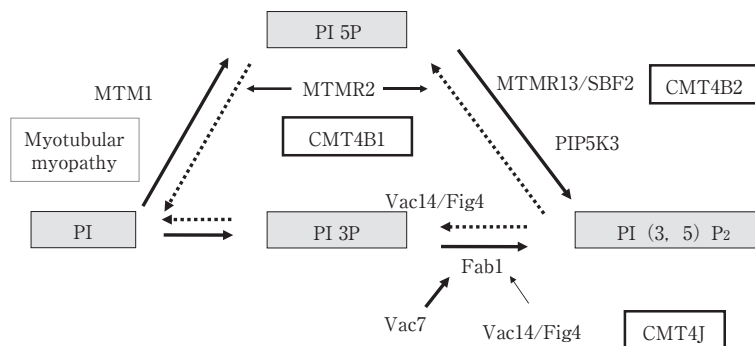 PI 5P
MTM1
MTMR2
MTMR13/SBF2
CMT4B2
Myotubular
myopathy
CMT4B1
PIP5K3
Vac14/Fig4
PI
PI 3P
PI (3, 5) P2
Fab1
Vac7
Vac14/Fig4
CMT4J